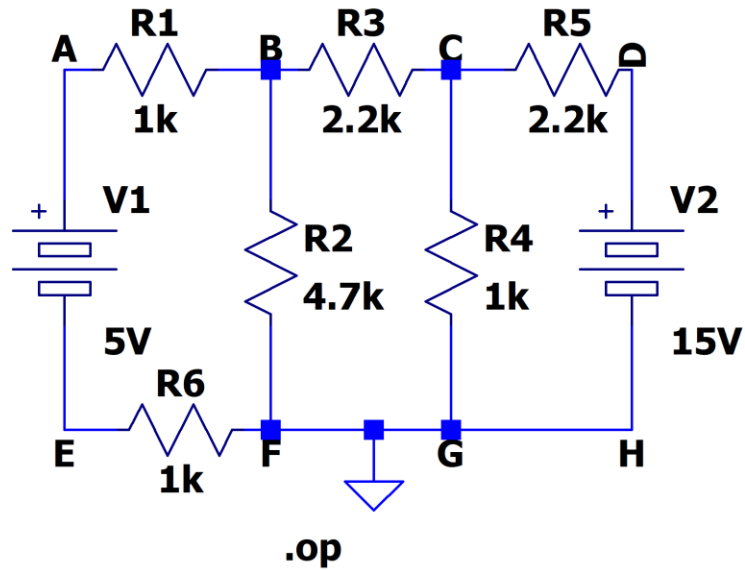 A R1 B R3 C R5 D
1k 2.2k 2.2k
+ V1 R2 R4 + V2
4.7k 1k
5V 15V
R6
E F G H
1k
.op